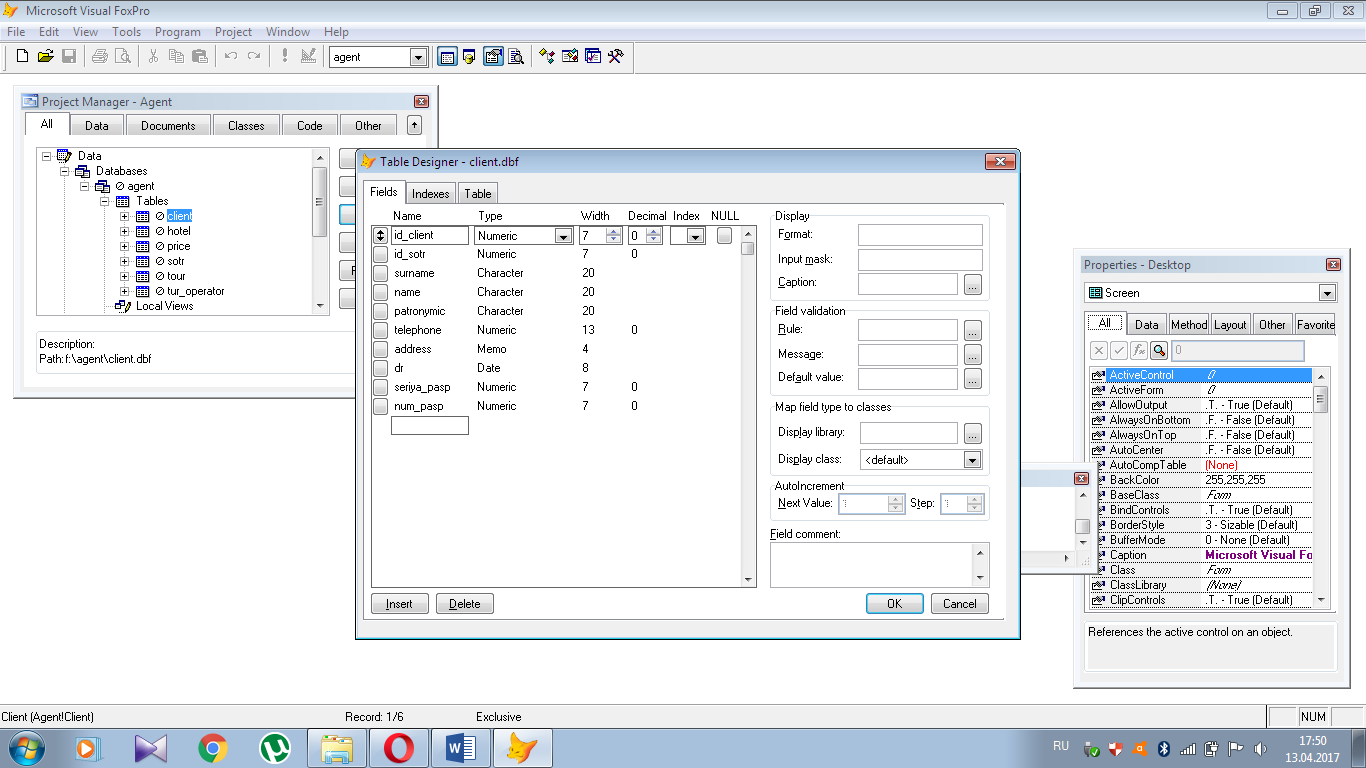 Microsoft Visual FoxPro
File Edit View Tools Program Project Window Help
agent
Project Manager - Agent
All Data Documents Classes Code Other
Data
Databases
agent
Tables
client
hotel
price
sotr
tour
tur_operator
Local Views
Description:
Path:f:\agent\client.dbf
Table Designer - client.dbf
Fields Indexes Table
Name Type Width Decimal Index NULL
id_client Numeric 7 0
id_sotr Numeric 7 0
surname Character 20
name Character 20
patronymic Character 20
telephone Numeric 13 0
address Memo 4
dr Date 8
seriya_pasp Numeric 7 0
num_pasp Numeric 7 0
Insert Delete
Display
Format:
Input mask:
Caption:
...
Field validation
Rule:
...
Message:
...
Default value:
...
Map field type to classes
Display library:
...
Display class: <default>
AutoIncrement
Next Value: 1 Step: 1
Field comment:
OK Cancel
Properties - Desktop
Screen
All Data Method Layout Other Favorite
0
ActiveControl 0
ActiveForm 0
AllowOutput .T. - True (Default)
AlwaysOnBottom .F. - False (Default)
AlwaysOnTop .F. - False (Default)
AutoCenter .F. - False (Default)
AutoCompTable (None)
BackColor 255,255,255
BaseClass Form
BindControls .T. - True (Default)
BorderStyle 3 - Sizable (Default)
BufferMode 0 - None (Default)
Caption Microsoft Visual Fo
Class Form
ClassLibrary (None)
ClipControls .T. - True (Default)
References the active control on an object.
Client (Agent!Client) Record: 1/6 Exclusive NUM
RU
17:50
13.04.2017